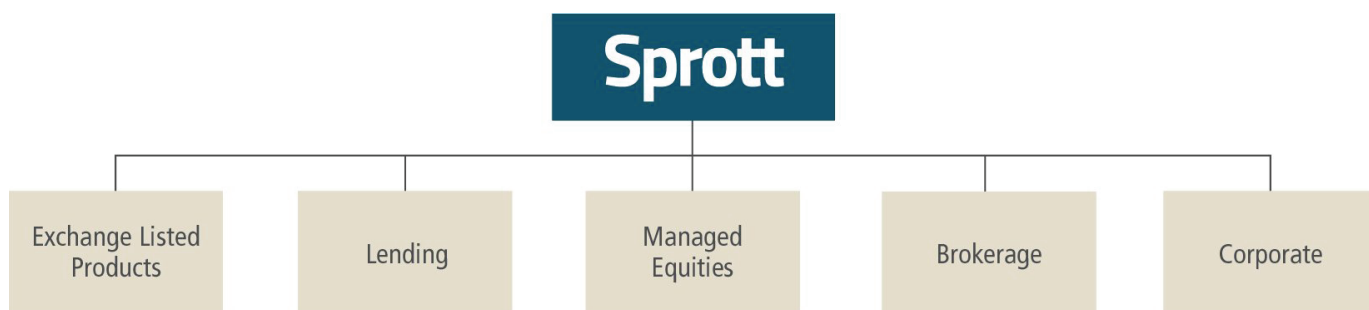 Sprott
Exchange Listed
Products
Lending
Managed
Equities
Brokerage
Corporate